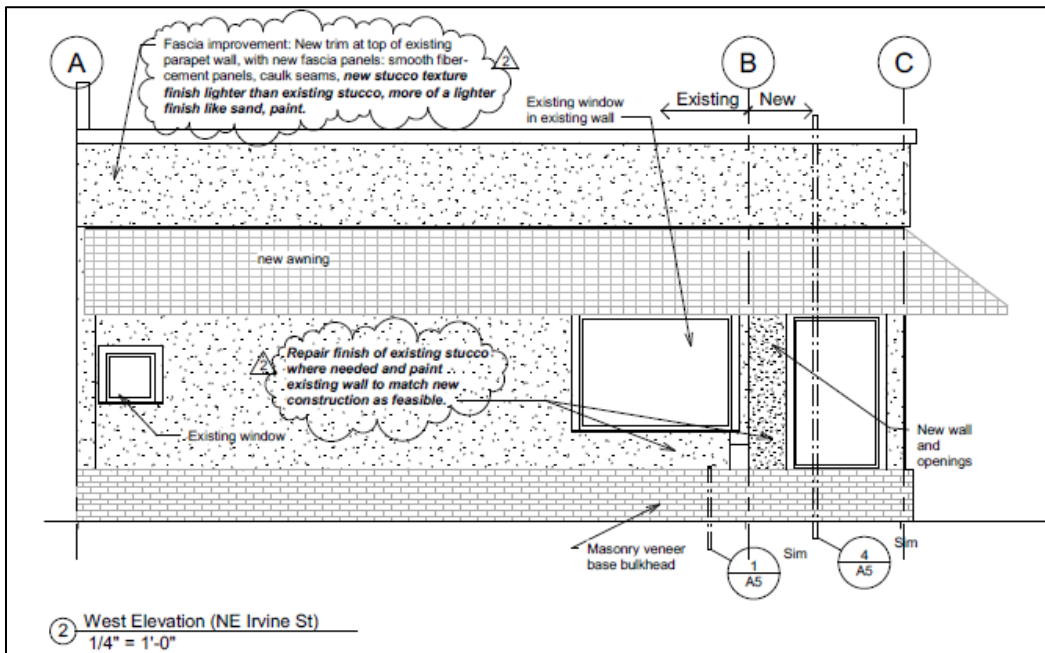 A
Fascia improvement: New trim at top of existing
parapet wall, with new fascia panels: smooth fiber-
cement panels, caulk seams, new stucco texture
finish lighter than existing stucco, more of a lighter
finish like sand, paint.
2
B
C
Existing New
Existing window
in existing wall
new awning
2
Repair finish of existing stucco
where needed and paint
existing wall to match new
construction as feasible.
Existing window
New wall
and
openings
Masonry veneer
base bulkhead
1
A5
Sim
4
A5
Sim
2
West Elevation (NE Irvine St)
1/4" = 1'-0"